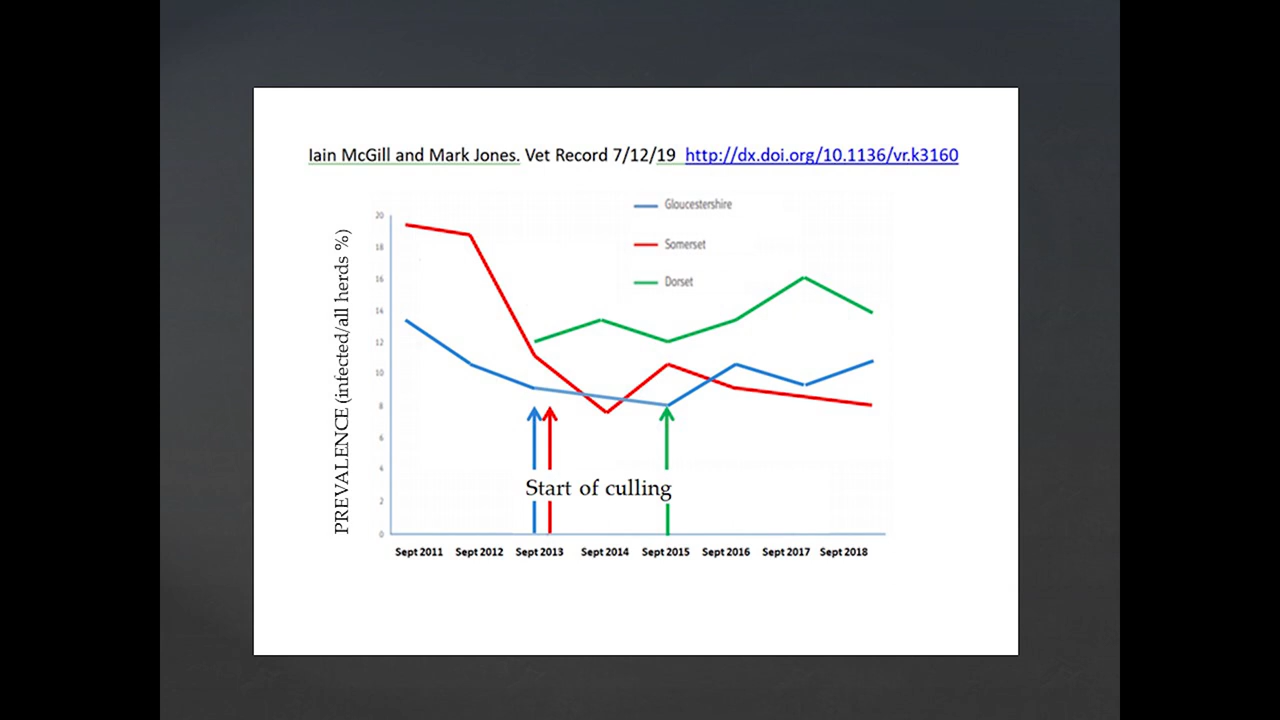 Iain McGill and Mark Jones. Vet Record 7/12/19 http://dx.doi.org/10.1136/vr.k3160
Gloucestershire
Somerset
Dorset
PREVALENCE (infected/all herds %)
20
18
16
14
12
10
8
6
4
2
0
Start of culling
Sept 2011 Sept 2012 Sept 2013 Sept 2014 Sept 2015 Sept 2016 Sept 2017 Sept 2018